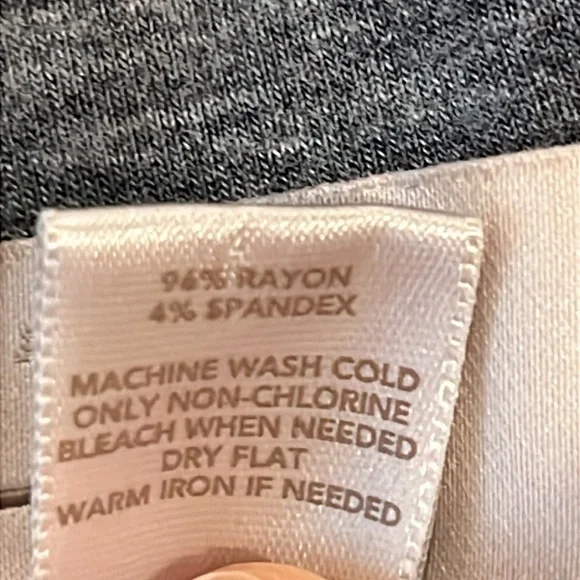 96% RAYON
4% SPANDEX
MACHINE WASH COLD
ONLY NON-CHLORINE
BLEACH WHEN NEEDED
DRY FLAT
WARM IRON IF NEEDED